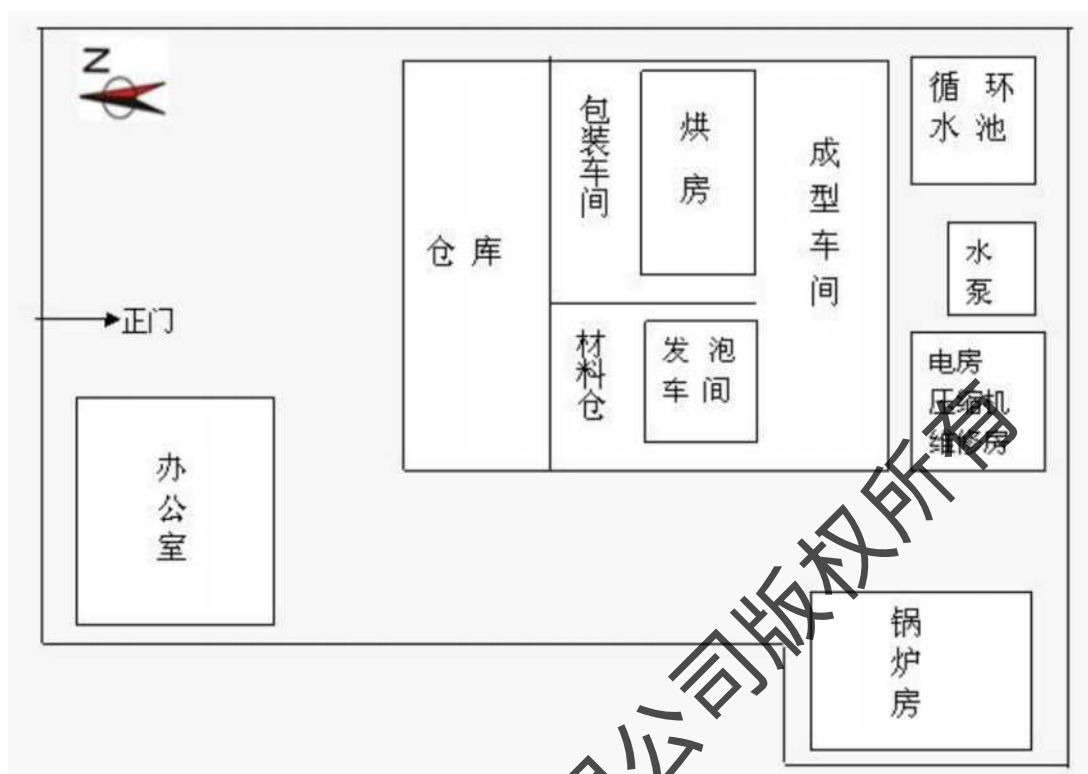 N
循 环
水 池
包装车间
烘房
成型车间
仓 库
水泵
正门
材料仓
发 泡
车 间
电房
压缩机
维修房
办公室
锅炉房
公司版权所有